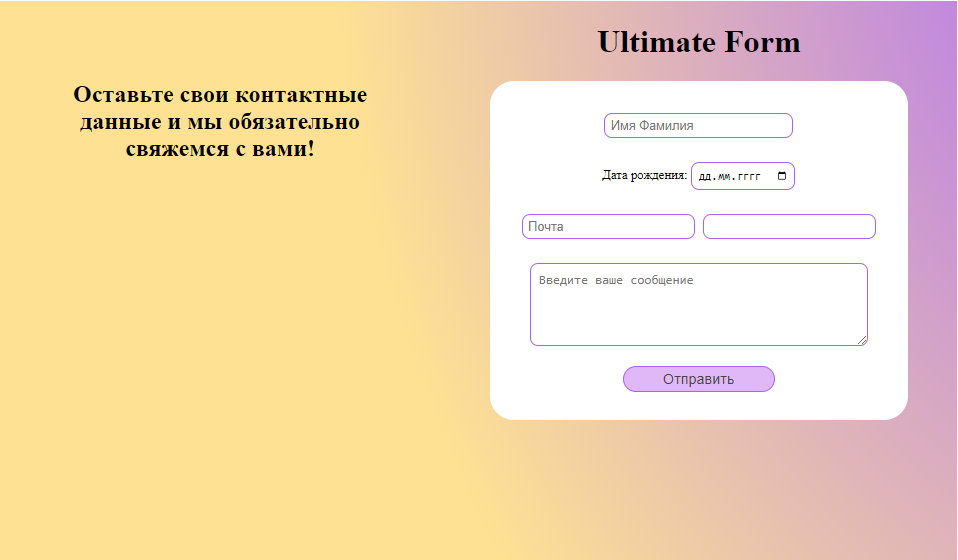 Ultimate Form
Оставьте свои контактные
данные и мы обязательно
свяжемся с вами!
Имя Фамилия
Дата рождения: дд.мм.гггг
Почта
Введите ваше сообщение
Отправить